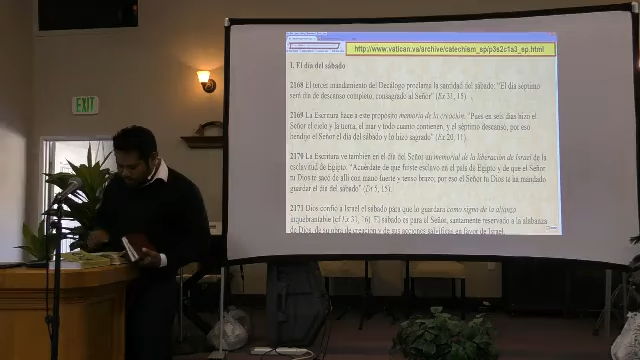 http://www.vatican.va/archive/catechism_sp/p3s2c1a3_sp.html
I. El día del sábado
2168 El tercer mandamiento del Decálogo proclama la santidad del sábado: "El día séptimo
será día de descanso completo, consagrado al Señor" (Ex 31, 15).
2169 La Escritura hace a este propósito memoria de la creación: "Pues en seis días hizo el
Señor el cielo y la tierra, el mar y todo cuanto contienen, y el séptimo descansó; por eso
bendijo el Señor el día del sábado y lo hizo sagrado" (Ex 20, 11).
2170 La Escritura ve también en el día del Señor un memorial de la liberación de Israel de la
esclavitud de Egipto: "Acuérdate de que fuiste esclavo en el país de Egipto y de que el Señor
tu Dios te sacó de allí con mano fuerte y tenso brazo; por eso el Señor tu Dios te ha mandado
guardar el día del sábado" (Dt 5, 15).
2171 Dios confió a Israel el sábado para que lo guardara como signo de la alianza
inquebrantable (cf Ex 31, 16). El sábado es para el Señor, santamente reservado a la alabanza
de Dios, de su obra de creación y de sus acciones salvíficas en favor de Israel.
EXIT